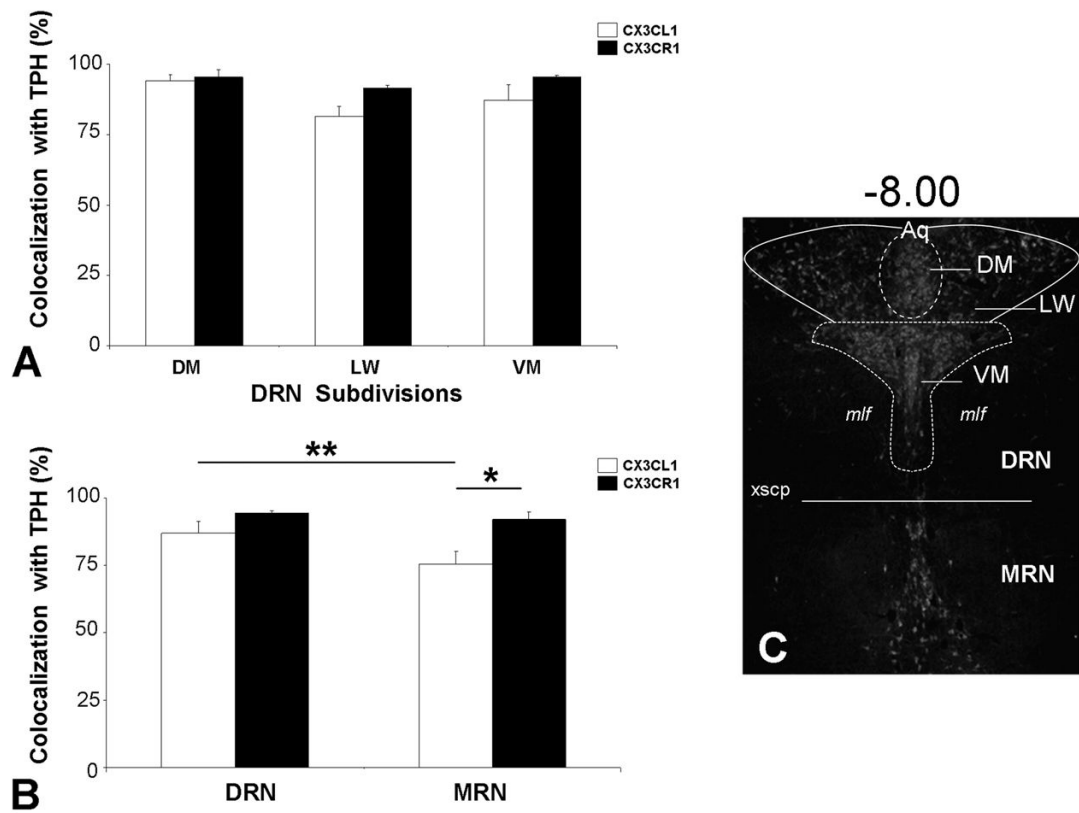 CX3CL1
CX3CR1
Colocalization with TPH (%)
100
75
50
25
0
DM LW VM
DRN Subdivisions
A
**
*
CX3CL1
CX3CR1
Colocalization with TPH (%)
100
75
50
25
0
DRN MRN
B
-8.00
Aq
DM
LW
VM
mlf mlf
DRN
xscp
MRN
C